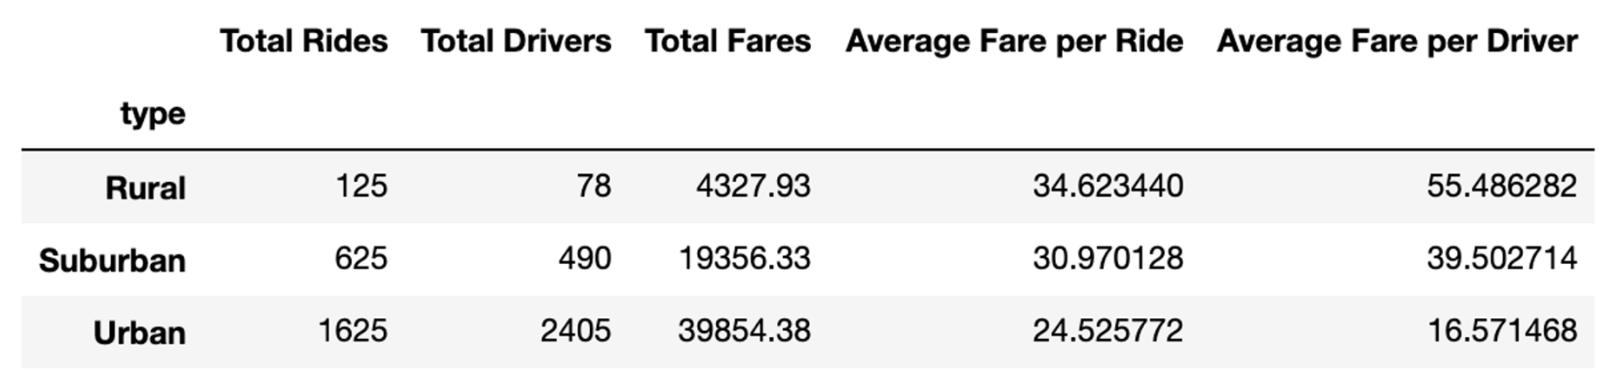 Total Rides Total Drivers Total Fares Average Fare per Ride Average Fare per Driver
type
Rural 125 78 4327.93 34.623440 55.486282
Suburban 625 490 19356.33 30.970128 39.502714
Urban 1625 2405 39854.38 24.525772 16.571468